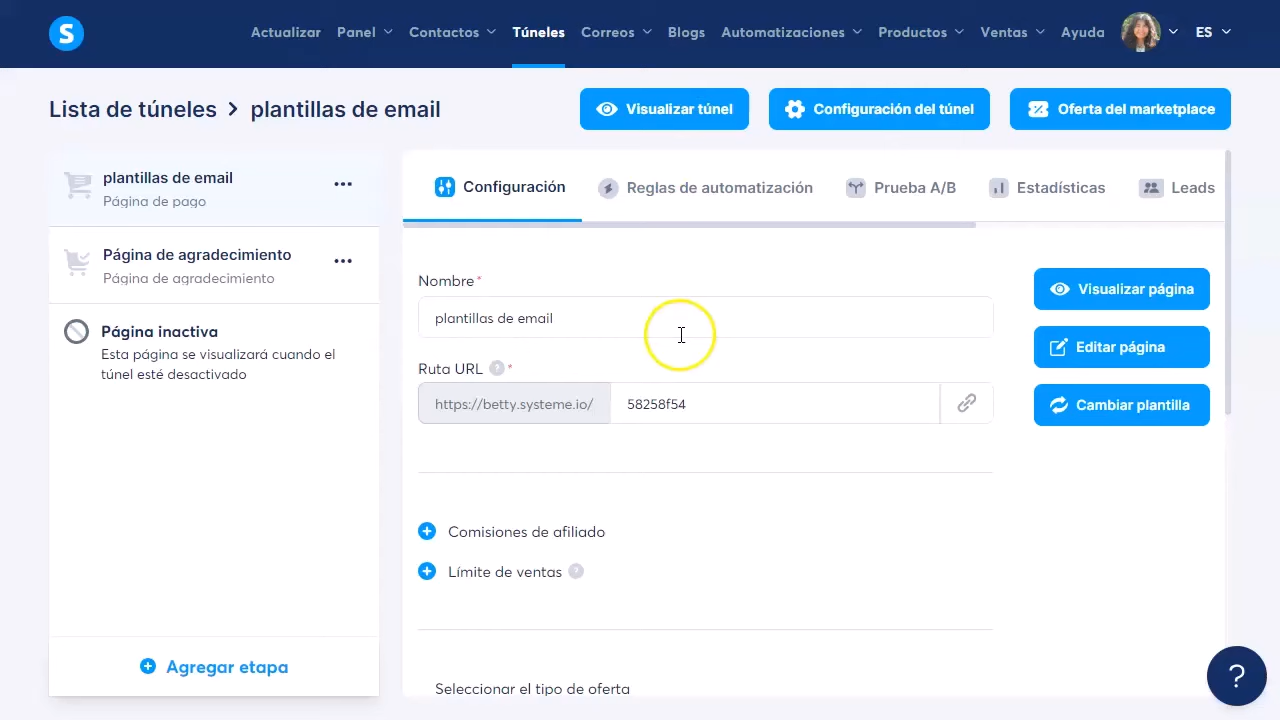 S
Actualizar Panel Contactos Túneles Correos Blogs Automatizaciones Productos Ventas Ayuda ES
Lista de túneles > plantillas de email
Visualizar túnel
Configuración del túnel
Oferta del marketplace
plantillas de email
Página de pago
Página de agradecimiento
Página de agradecimiento
Página inactiva
Esta página se visualizará cuando el
túnel esté desactivado
Agregar etapa
Configuración
Reglas de automatización
Prueba A/B
Estadísticas
Leads
Nombre*
plantillas de email
Ruta URL ? *
https://betty.systeme.io/ 58258f54
Comisiones de afiliado
Límite de ventas ?
Seleccionar el tipo de oferta
Visualizar página
Editar página
Cambiar plantilla
?